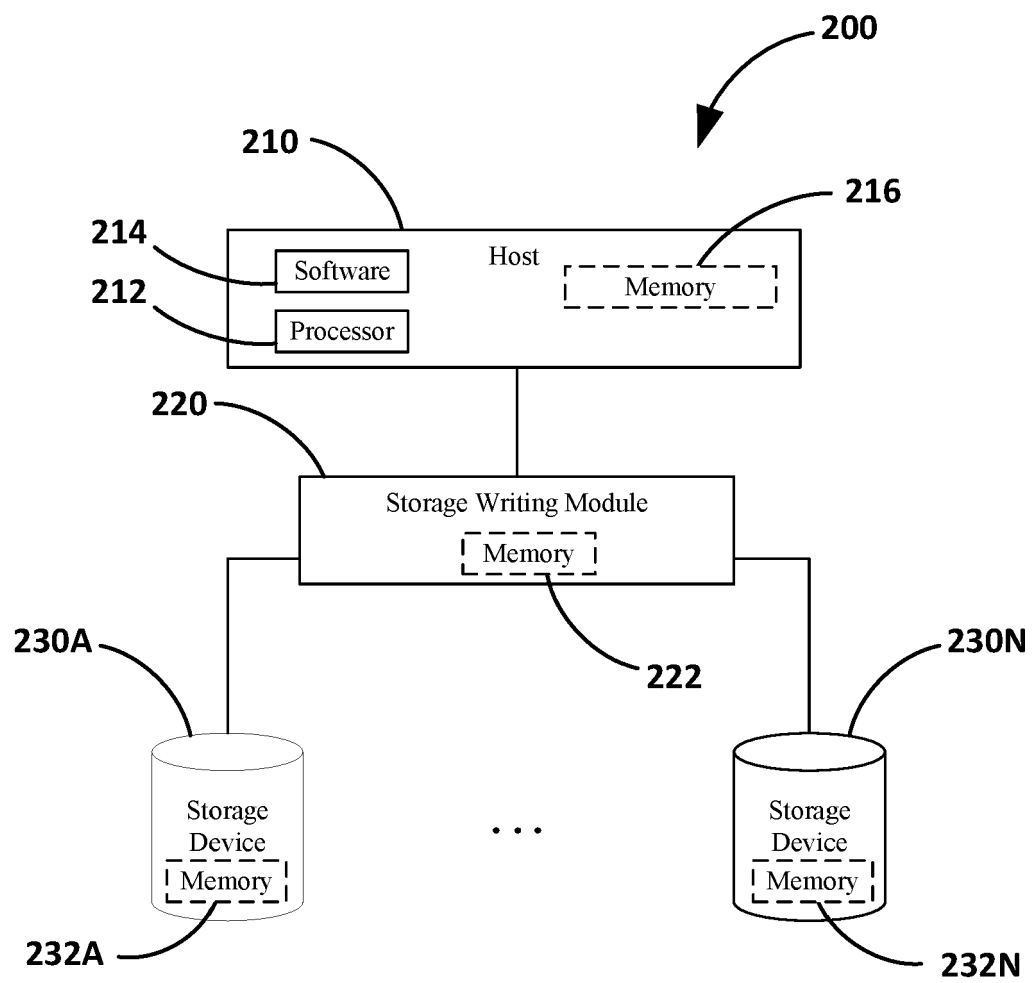 200
210
216
214
Host
Software
Memory
212
Processor
220
Storage Writing Module
Memory
230A
230N
222
Storage
Device
Memory
...
Storage
Device
Memory
232A
232N